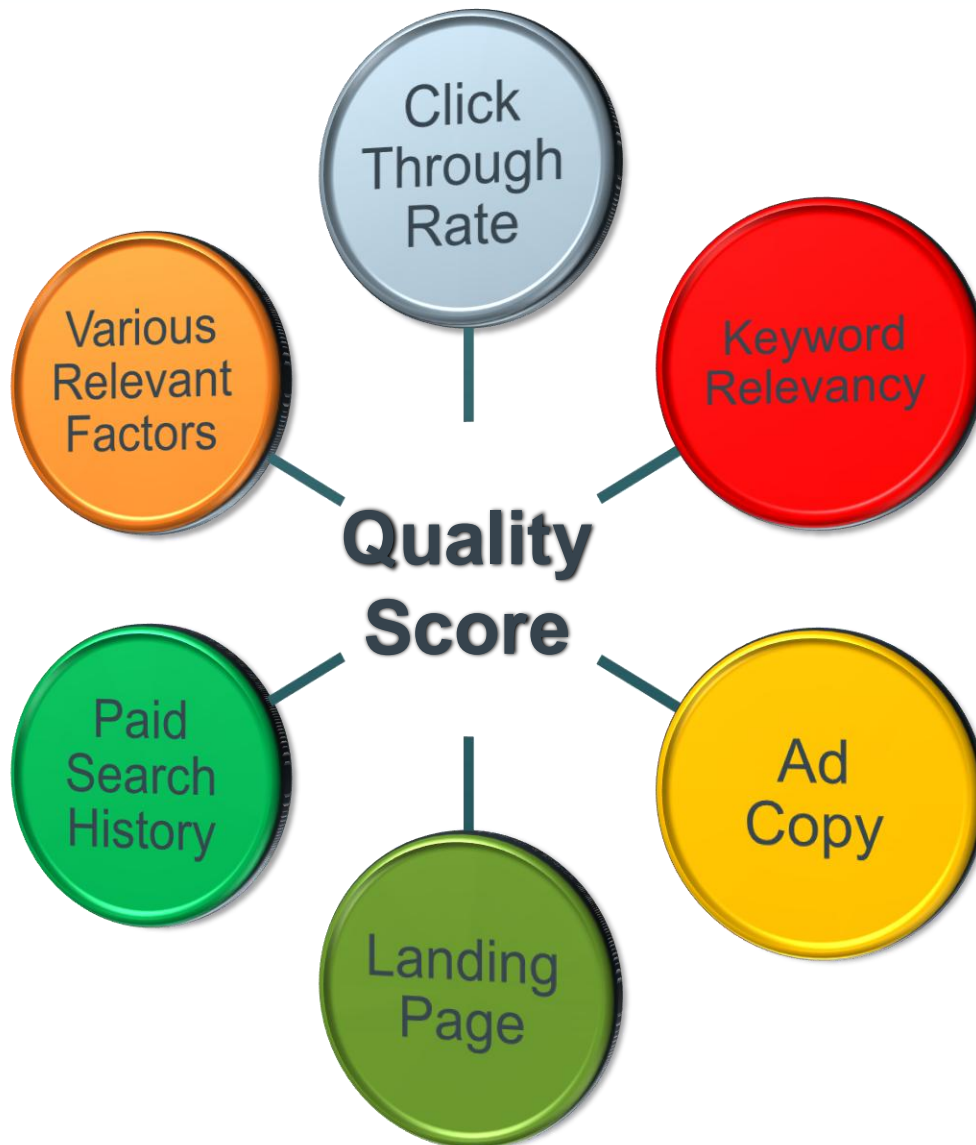 Click
Through
Rate
Keyword
Relevancy
Various
Relevant
Factors
Quality
Score
Paid
Search
History
Ad
Copy
Landing
Page